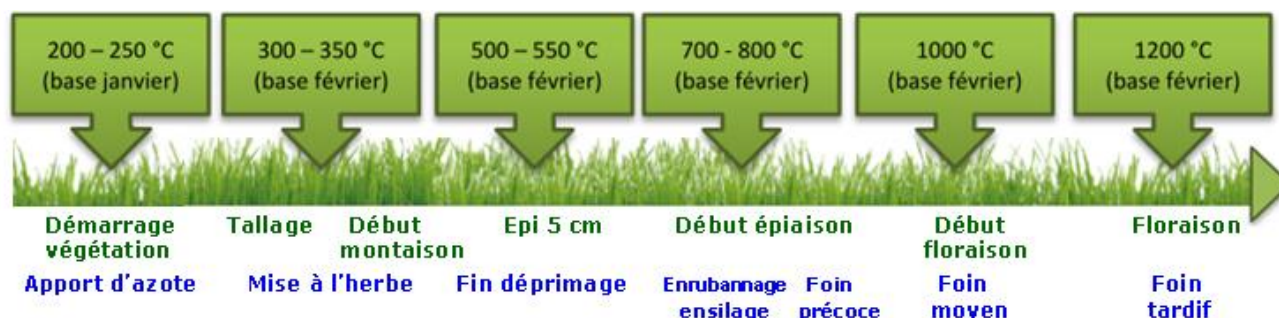 200 – 250 °C
(base janvier)
300 – 350 °C
(base février)
500 – 550 °C
(base février)
700 - 800 °C
(base février)
1000 °C
(base février)
1200 °C
(base février)
Démarrage
végétation
Tallage
Début
montaison
Epi 5 cm
Début épiaison
Début
floraison
Floraison
Apport d'azote
Mise à l'herbe
Fin déprimage
Enrubannage
ensilage
Foin
précoce
Foin
moyen
Foin
tardif